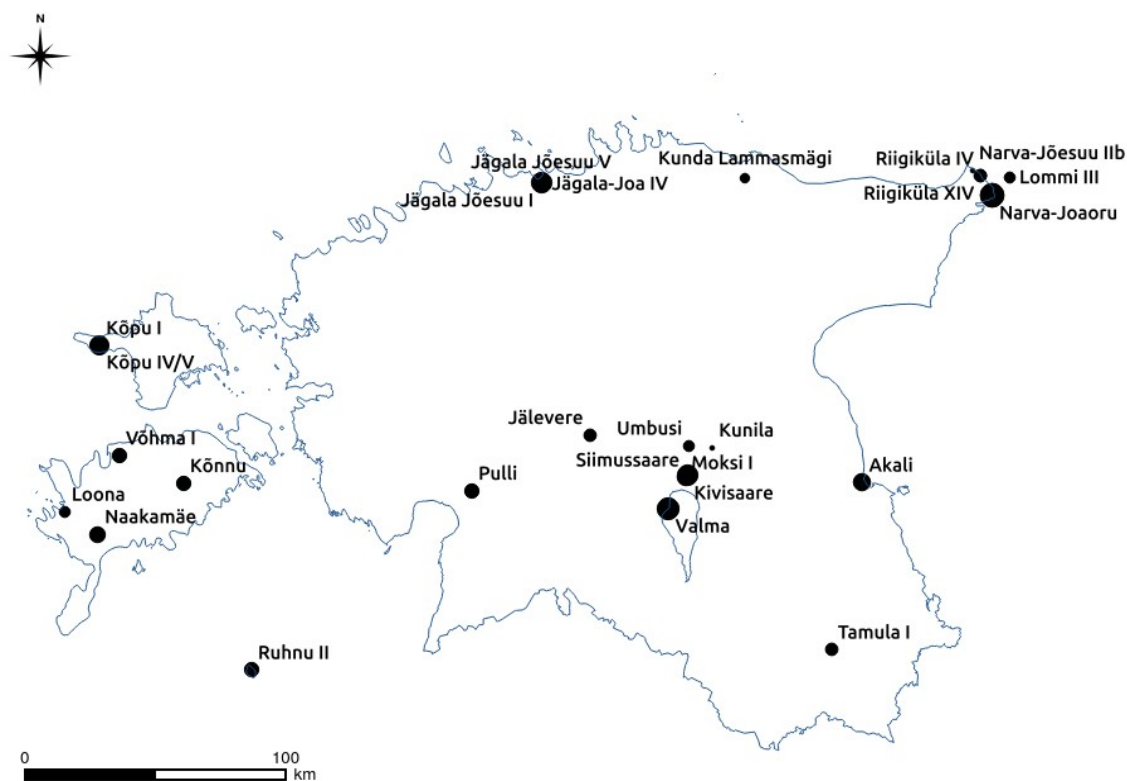 N
Jägala Jõesuu V
Jägala-Joa IV
Jägala Jõesuu I
Kunda Lammasmägi
Riigiküla IV
Narva-Jõesuu IIb
Lommi III
Riigiküla XIV
Narva-Joaoru
Kõpu I
Kõpu IV/V
Võhma I
Kõnnu
Loona
Naakamäe
Jälevere
Umbusi
Kunila
Siimussaare
Moksi I
Pulli
Kivisaare
Valma
Akali
Tamula I
Ruhnu II
0 100
km